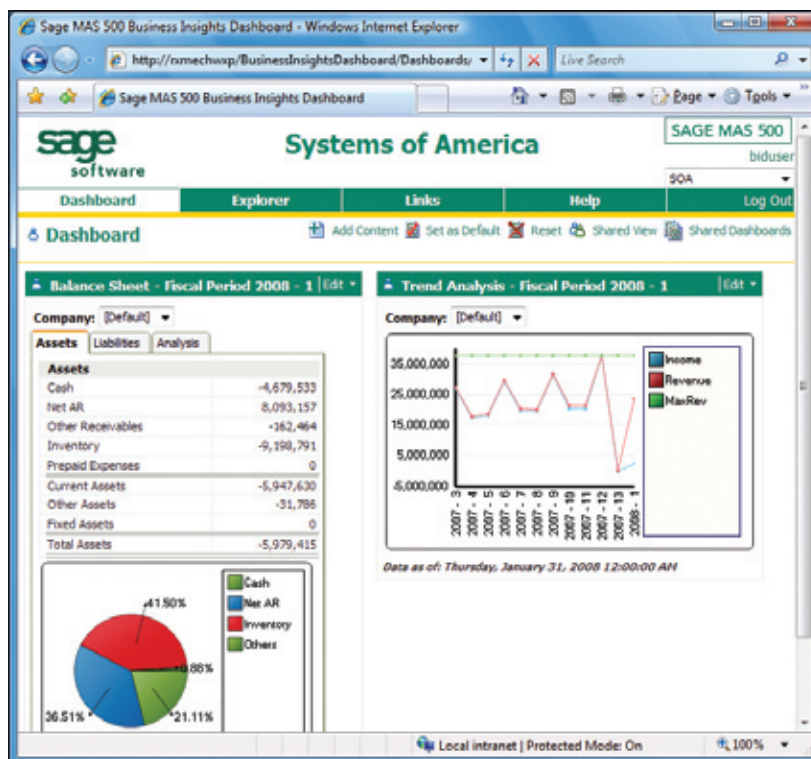 Sage MAS 500 Business Insights Dashboard - Windows Internet Explorer
http://rxmechwxp/BusinessInsightsDashboard/Dashboards/
Live Search
Sage MAS 500 Business Insights Dashboard
Page
Tools
sage
software
Systems of America
SAGE MAS 500
biduser
SOA
Dashboard
Explorer
Links
Help
Log Out
Dashboard
Add Content
Set as Default
Reset
Shared View
Shared Dashboards
Balance Sheet - Fiscal Period 2008 - 1
Edit
Company: [Default]
Assets
Liabilities
Analysis
Assets
Cash -4,679,533
Net AR 8,093,157
Other Receivables -162,464
Inventory -9,198,791
Prepaid Expenses 0
Current Assets -5,947,630
Other Assets -31,786
Fixed Assets 0
Total Assets -5,979,415
41.50%
0.88%
36.51%
21.11%
Cash
Net AR
Inventory
Others
Trend Analysis - Fiscal Period 2008 - 1
Edit
Company: [Default]
35,000,000
25,000,000
15,000,000
5,000,000
-5,000,000
2007 - 3
2007 - 4
2007 - 5
2007 - 6
2007 - 7
2007 - 8
2007 - 9
2007 - 10
2007 - 11
2007 - 12
2007 - 13
2008 - 1
Income
Revenue
MaxRev
Data as of: Thursday, January 31, 2008 12:00:00 AM
Local intranet | Protected Mode: On
100%